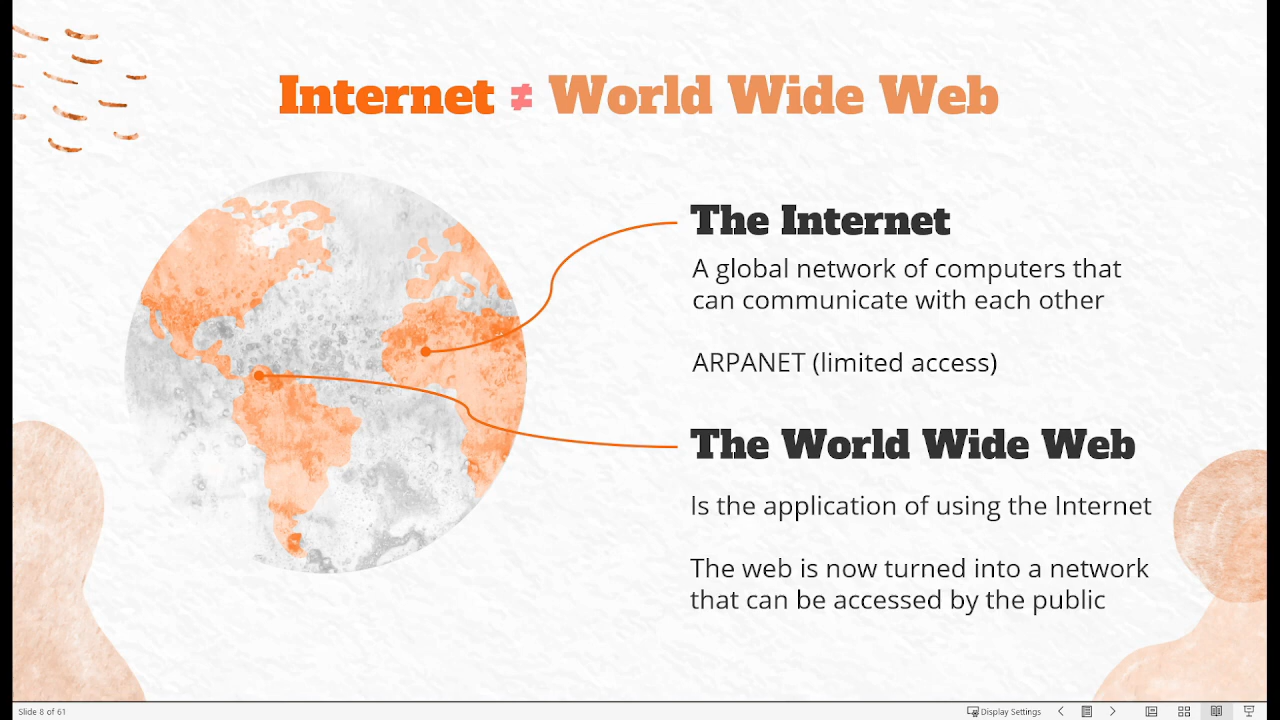 Internet ≠ World Wide Web
The Internet
A global network of computers that
can communicate with each other
ARPANET (limited access)
The World Wide Web
Is the application of using the Internet
The web is now turned into a network
that can be accessed by the public
Slide 8 of 61
Display Settings